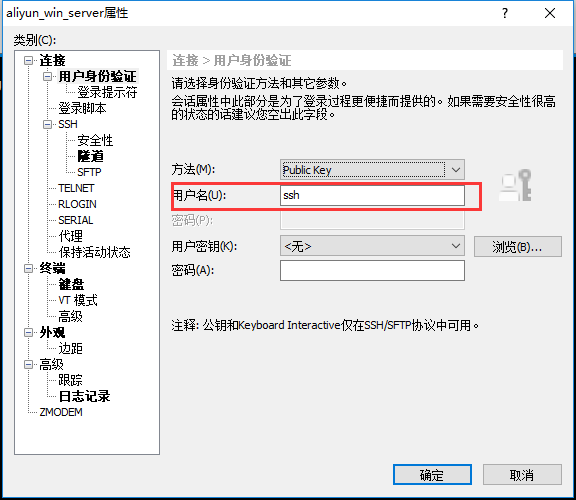 aliyun_win_server属性
类别(C):
连接
用户身份验证
登录提示符
登录脚本
SSH
安全性
隧道
SFTP
TELNET
RLOGIN
SERIAL
代理
保持活动状态
终端
键盘
VT 模式
高级
外观
边距
高级
跟踪
日志记录
ZMODEM
连接 > 用户身份验证
请选择身份验证方法和其它参数。
会话属性中此部分是为了登录过程更便捷而提供的。如果需要安全性很高
的状态的话建议您空出此字段。
方法(M): Public Key
用户名(U): ssh
密码(P):
用户密钥(K): <无> 浏览(B)...
密码(A):
注释: 公钥和Keyboard Interactive仅在SSH/SFTP协议中可用。
确定 取消